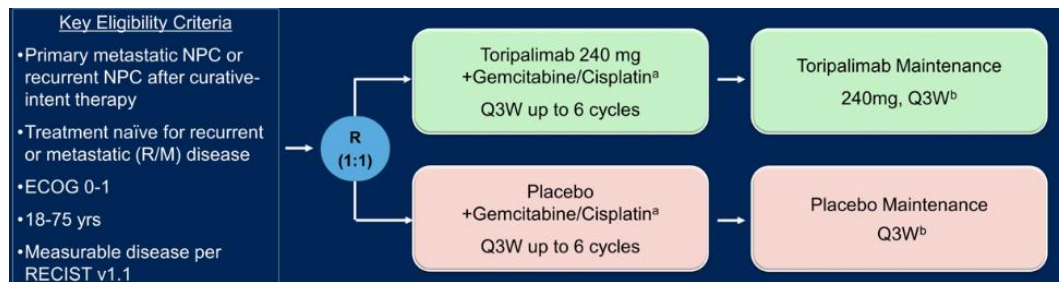 Key Eligibility Criteria
•Primary metastatic NPC or
recurrent NPC after curative-
intent therapy
•Treatment naïve for recurrent
or metastatic (R/M) disease
•ECOG 0-1
•18-75 yrs
•Measurable disease per
RECIST v1.1
R
(1:1)
Toripalimab 240 mg
+Gemcitabine/Cisplatinᵃ
Q3W up to 6 cycles
Toripalimab Maintenance
240mg, Q3Wᵇ
Placebo
+Gemcitabine/Cisplatinᵃ
Q3W up to 6 cycles
Placebo Maintenance
Q3Wᵇ